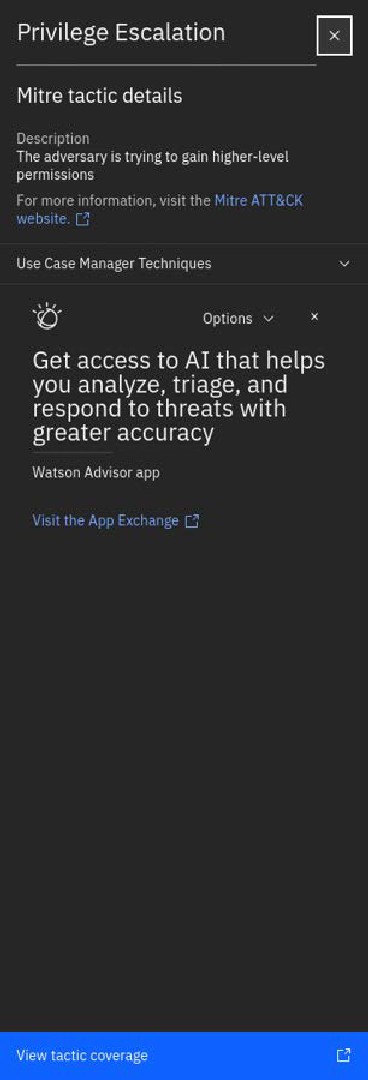 Privilege Escalation
Mitre tactic details
Description
The adversary is trying to gain higher-level
permissions
For more information, visit the Mitre ATT&CK
website.
Use Case Manager Techniques
Options
Get access to AI that helps
you analyze, triage, and
respond to threats with
greater accuracy
Watson Advisor app
Visit the App Exchange
View tactic coverage